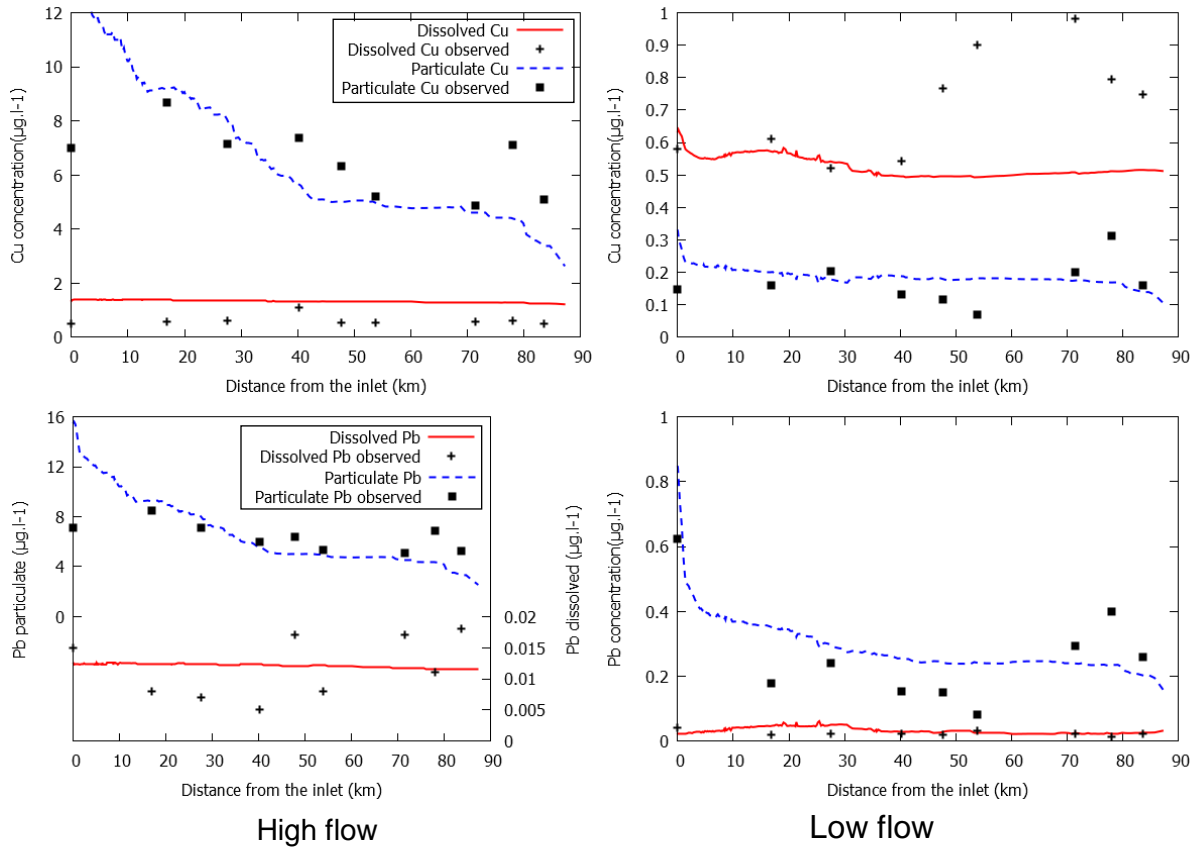 12
10
8
6
4
2
0
Cu concentration(µg.l-1)
Dissolved Cu
Dissolved Cu observed
Particulate Cu
Particulate Cu observed
0 10 20 30 40 50 60 70 80 90
Distance from the inlet (km)
1
0.9
0.8
0.7
0.6
0.5
0.4
0.3
0.2
0.1
0
Cu concentration(µg.l-1)
0 10 20 30 40 50 60 70 80 90
Distance from the inlet (km)
16
12
8
4
0
Pb particulate (µg.l-1)
Dissolved Pb
Dissolved Pb observed
Particulate Pb
Particulate Pb observed
0.02
0.015
0.01
0.005
0
Pb dissolved (µg.l-1)
0 10 20 30 40 50 60 70 80 90
Distance from the inlet (km)
1
0.8
0.6
0.4
0.2
0
Pb concentration(µg.l-1)
0 10 20 30 40 50 60 70 80 90
Distance from the inlet (km)
High flow
Low flow